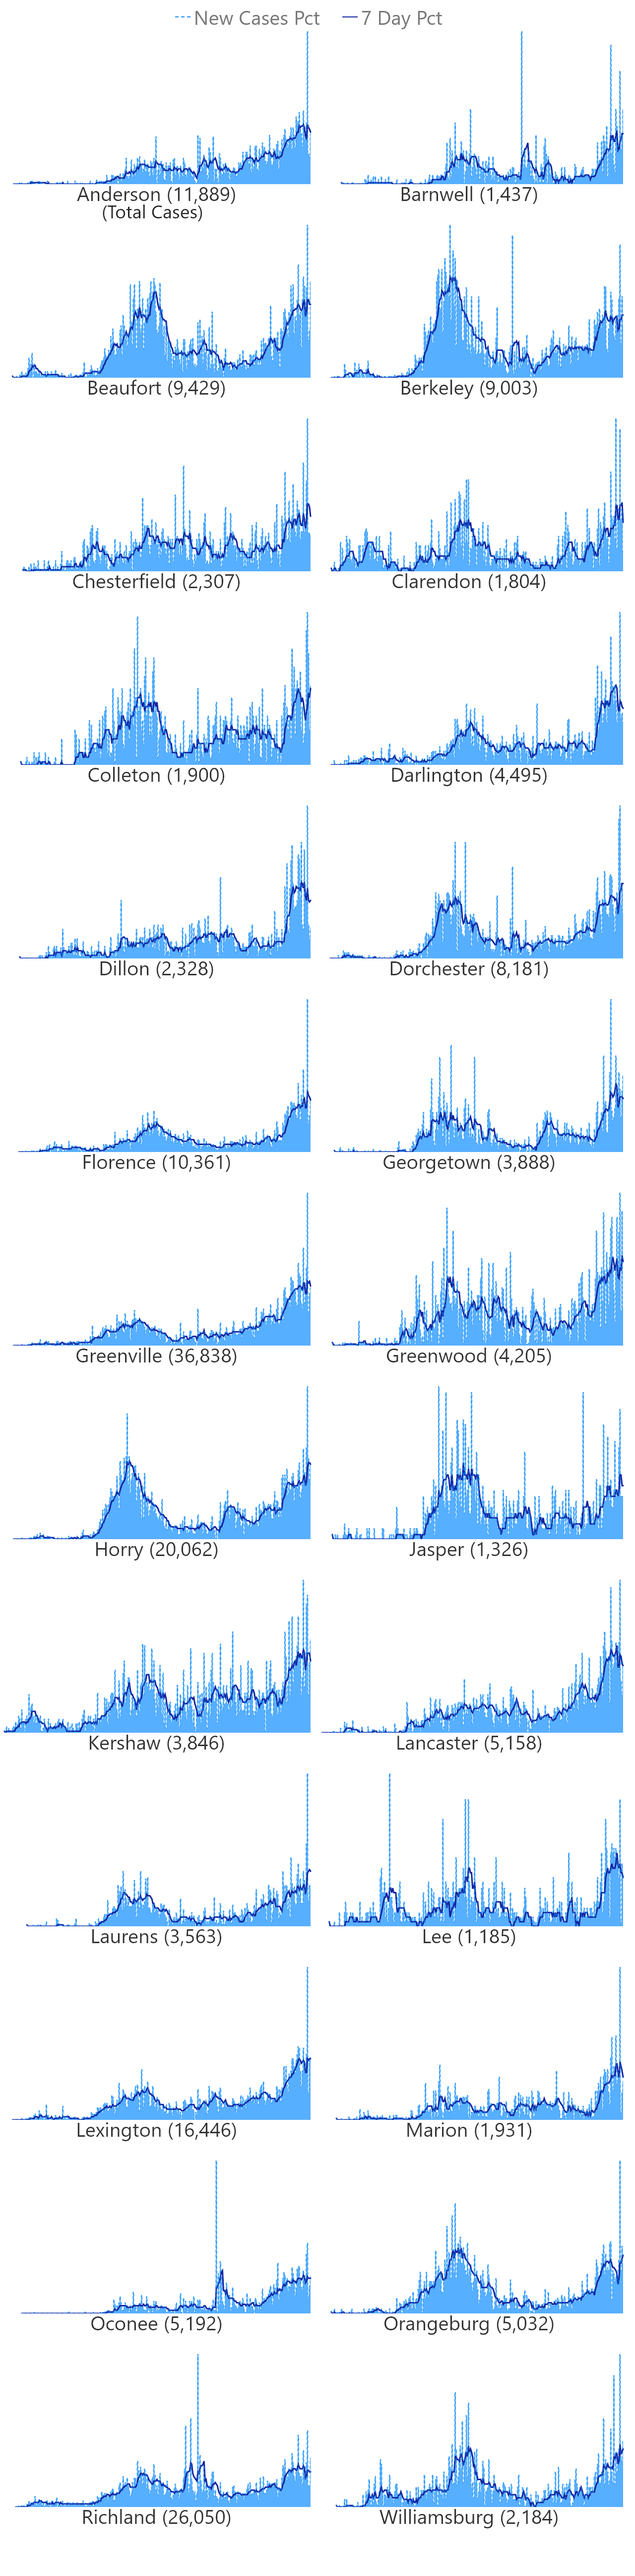 New Cases Pct 7 Day Pct
Anderson (11,889) Barnwell (1,437)
(Total Cases)
Beaufort (9,429) Berkeley (9,003)
Chesterfield (2,307) Clarendon (1,804)
Colleton (1,900) Darlington (4,495)
Dillon (2,328) Dorchester (8,181)
Florence (10,361) Georgetown (3,888)
Greenville (36,838) Greenwood (4,205)
Horry (20,062) Jasper (1,326)
Kershaw (3,846) Lancaster (5,158)
Laurens (3,563) Lee (1,185)
Lexington (16,446) Marion (1,931)
Oconee (5,192) Orangeburg (5,032)
Richland (26,050) Williamsburg (2,184)